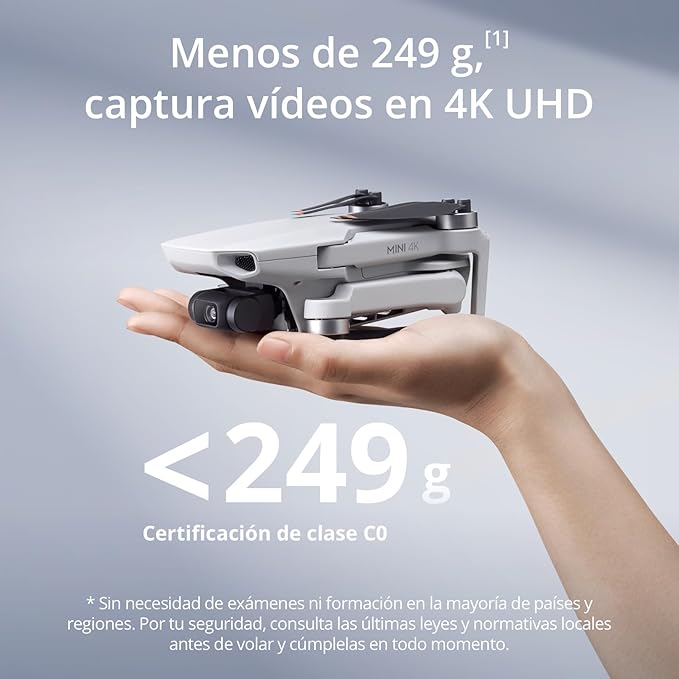 Menos de 249 g,[1]
captura vídeos en 4K UHD
MINI 4K
<249 g
Certificación de clase C0
* Sin necesidad de exámenes ni formación en la mayoría de países y
regiones. Por tu seguridad, consulta las últimas leyes y normativas locales
antes de volar y cúmplelas en todo momento.